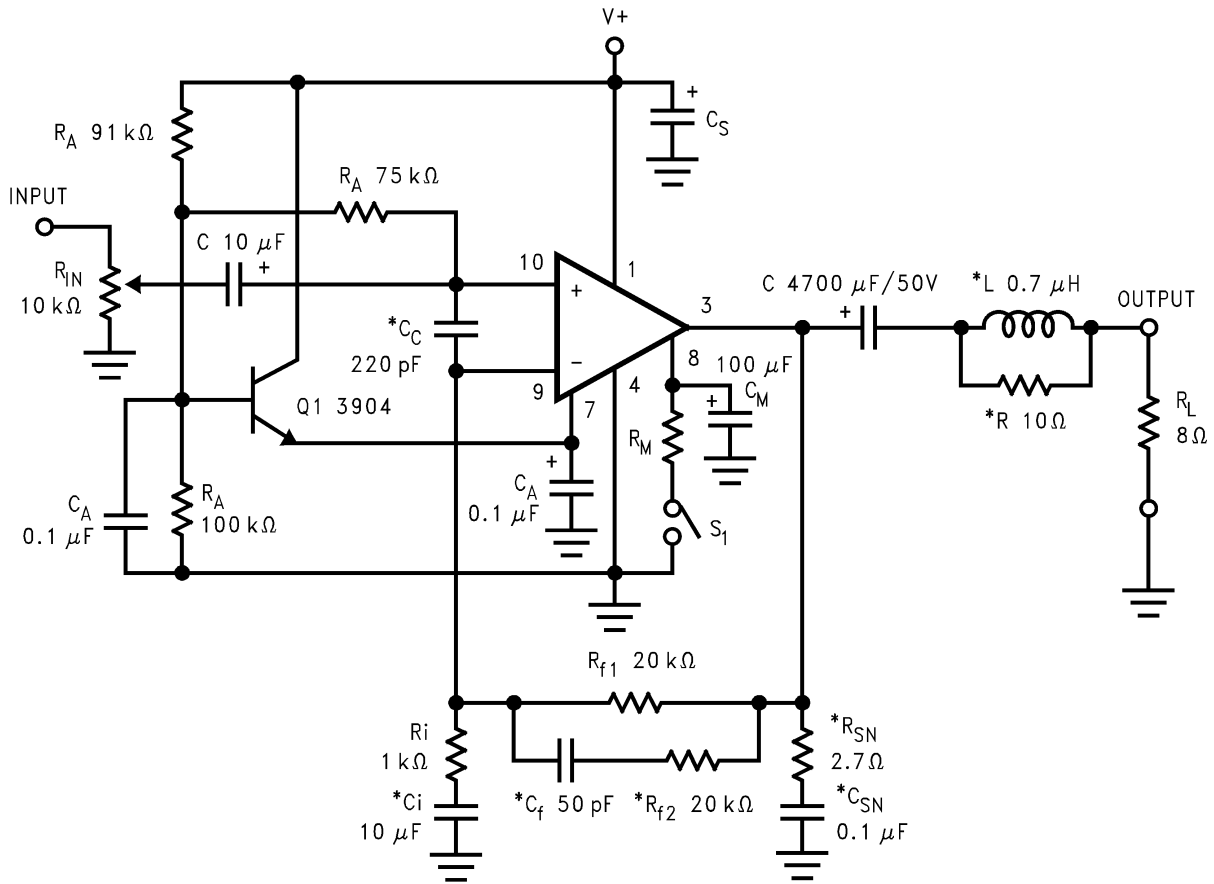 V+
+
C_S
R_A 91 kΩ
R_A 75 kΩ
INPUT
C 10 μF
+
R_IN
10 kΩ
10
1
+
*C_C
220 pF
−
9
7
4
3
8
C 4700 μF/50V
+
*L 0.7 μH
OUTPUT
100 μF
C_M
+
*R 10Ω
R_L
8Ω
Q1 3904
R_M
+
C_A
0.1 μF
S_1
C_A
0.1 μF
R_A
100 kΩ
R_f1 20 kΩ
Ri
1 kΩ
*Ci
10 μF
*C_f 50 pF
*R_f2 20 kΩ
*R_SN
2.7Ω
*C_SN
0.1 μF